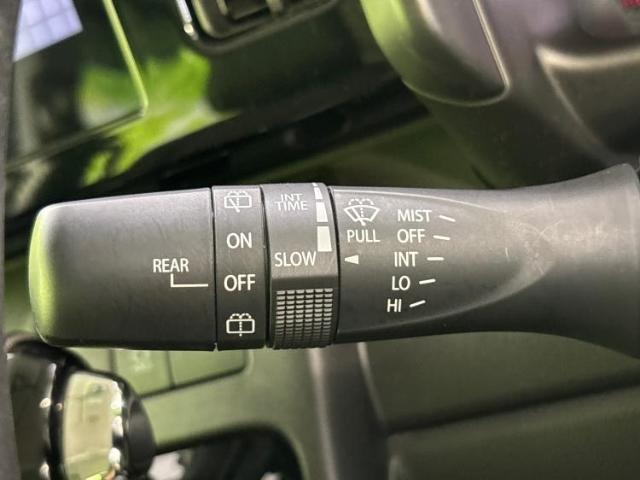 REAR
ON
OFF
INT
TIME
SLOW
PULL
MIST
OFF
INT
LO
HI